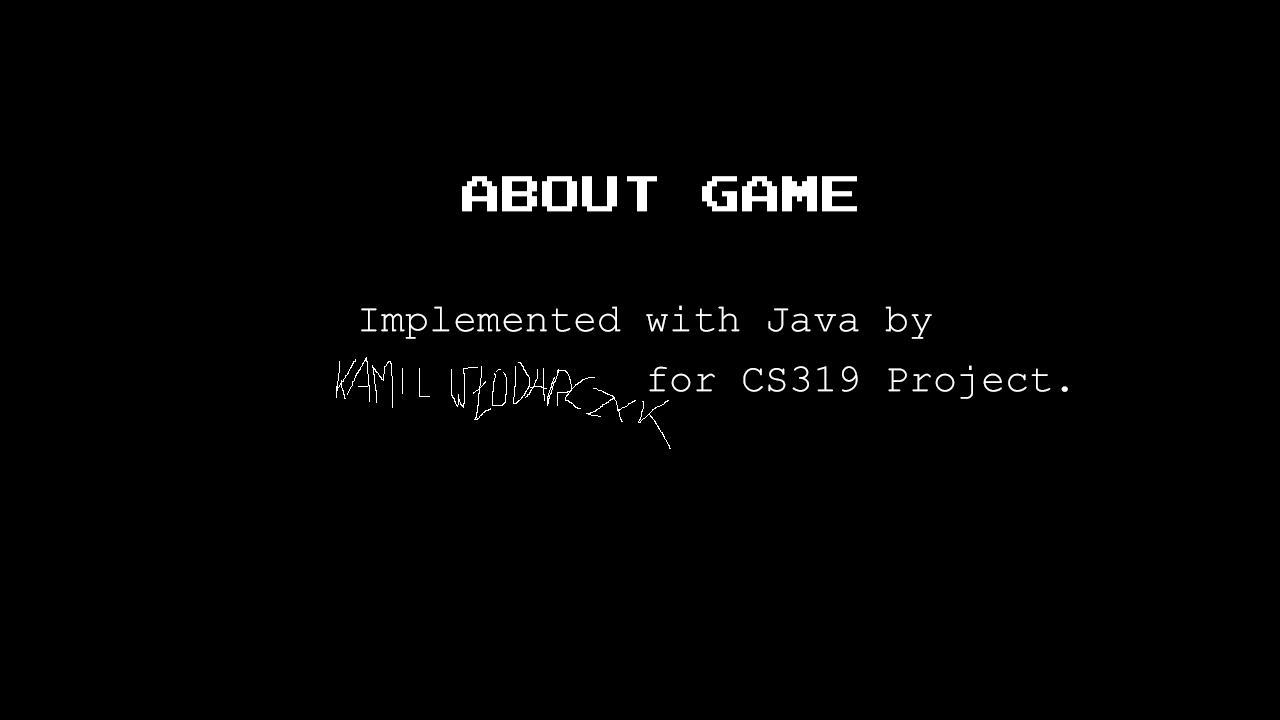 ABOUT GAME
Implemented with Java by
KAMIL WŁODARCZYK for CS319 Project.